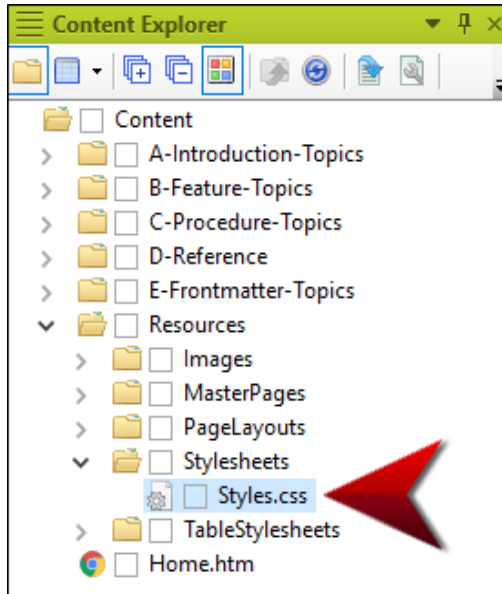 Content Explorer
Content
A-Introduction-Topics
B-Feature-Topics
C-Procedure-Topics
D-Reference
E-Frontmatter-Topics
Resources
Images
MasterPages
PageLayouts
Stylesheets
Styles.css
TableStylesheets
Home.htm